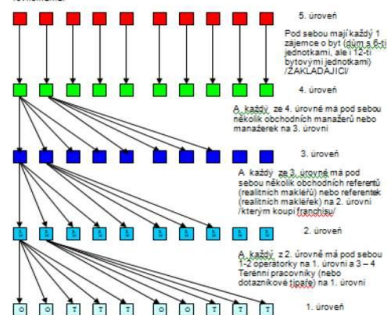 5. úroveň
Pod sebou mají každý 1
zájemce o byt (dům s 6-ti
jednotkami, ale i 12-ti
bytovými jednotkami)
/ZAKLÁDAJÍCÍ/
4. úroveň
A každý ze 4. úrovně má pod sebou
několik obchodních manažerů nebo
manažerek na 3. úrovni
3. úroveň
A každý ze 3. úrovně má pod
sebou několik obchodních referentů
(realitních makléřů) nebo referentek
(realitních makléřek) na 2. úrovni
/kterým koupí franchisu/
2. úroveň
A každý z 2. úrovně má pod sebou
1-2 operátorky na 1. úrovni a 3 – 4
Terénní pracovníky (nebo
dotazníkové tipaře) na 1. úrovni
1. úroveň
O O T T T O O T T T